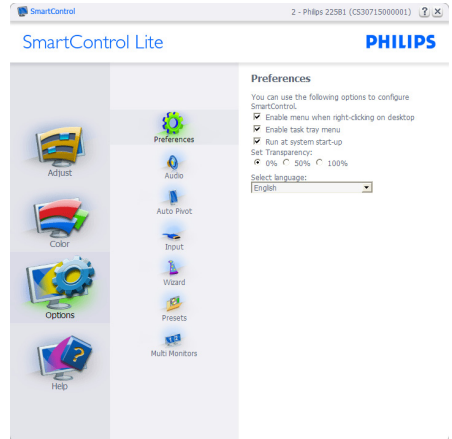 SmartControl
2 - Philips 225B1 (CS30715000001)
? X
SmartControl Lite
PHILIPS
Adjust
Color
Options
Help
Preferences
Audio
Auto Pivot
Input
Wizard
Presets
Multi Monitors
Preferences
You can use the following options to configure
SmartControl.
Enable menu when right-clicking on desktop
Enable task tray menu
Run at system start-up
Set Transparency:
0% 50% 100%
Select language:
English